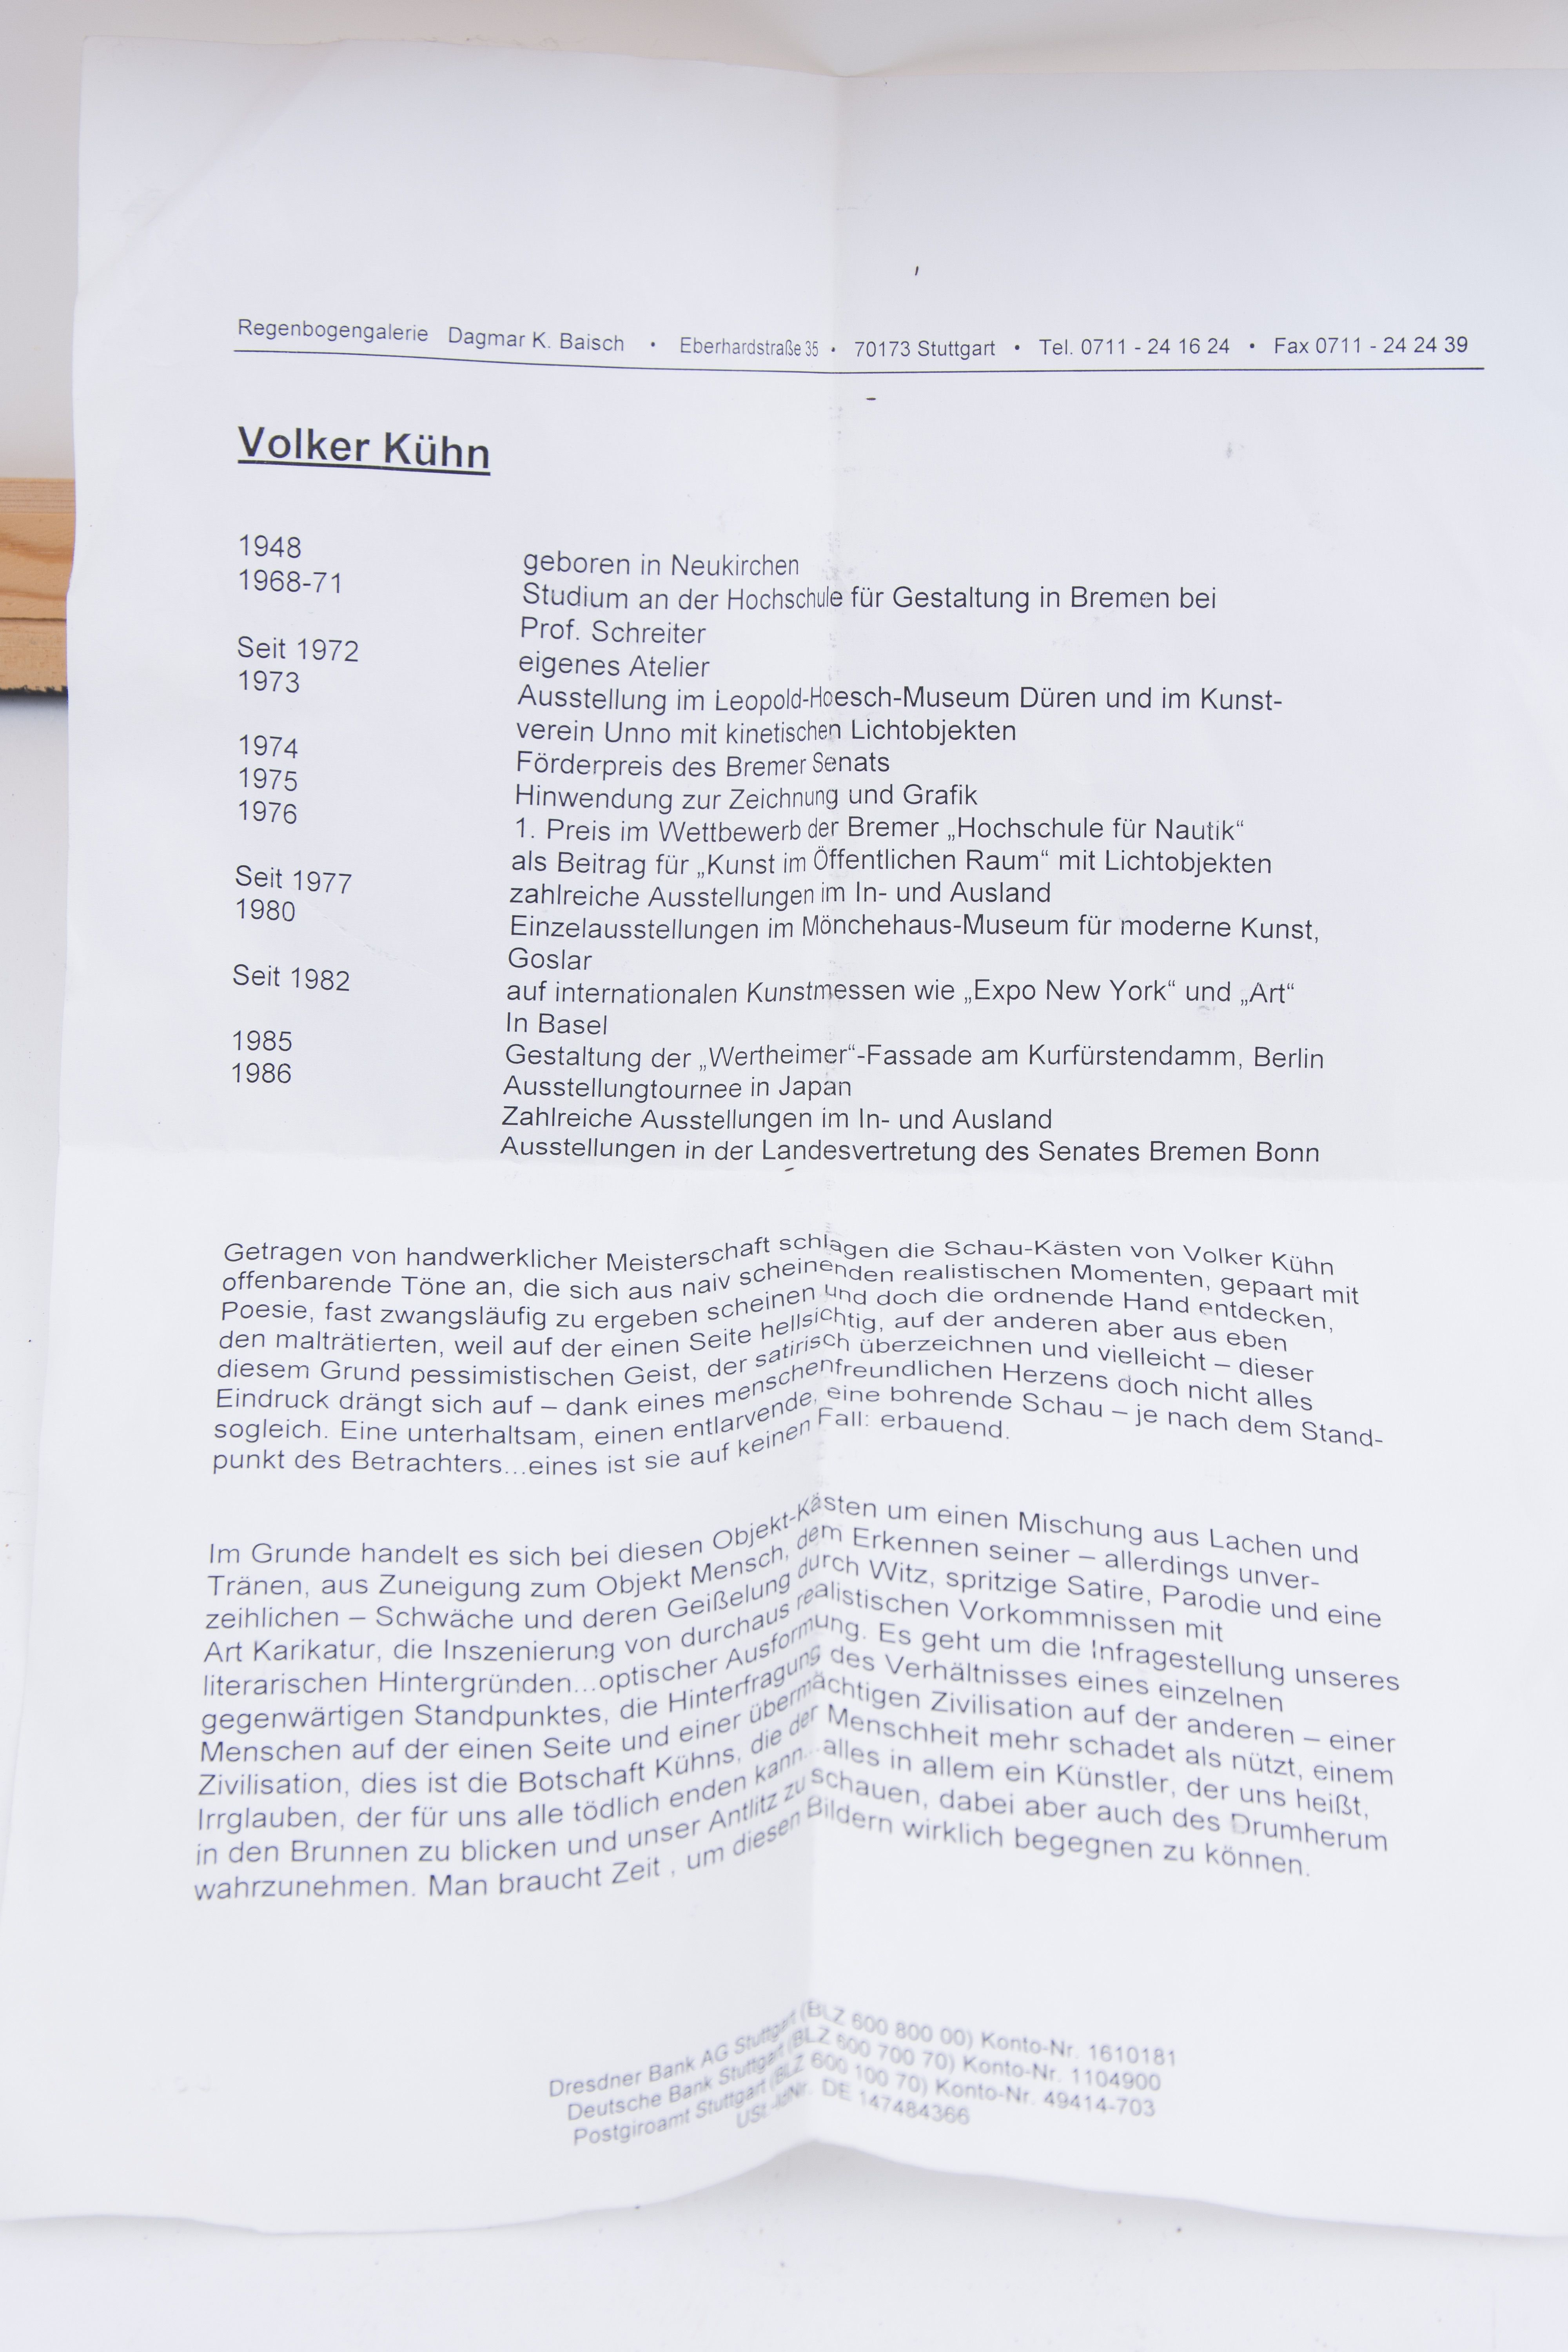 Regenbogengalerie Dagmar K. Baisch • Eberhardstraße 35 • 70173 Stuttgart • Tel. 0711 - 24 16 24 • Fax 0711 - 24 24 39
Volker Kühn
1948 geboren in Neukirchen
1968-71 Studium an der Hochschule für Gestaltung in Bremen bei
Prof. Schreiter
Seit 1972 eigenes Atelier
1973 Ausstellung im Leopold-Hoesch-Museum Düren und im Kunst-
verein Unno mit kinetischen Lichtobjekten
1974 Förderpreis des Bremer Senats
1975 Hinwendung zur Zeichnung und Grafik
1976 1. Preis im Wettbewerb der Bremer „Hochschule für Nautik“
als Beitrag für „Kunst im Öffentlichen Raum“ mit Lichtobjekten
Seit 1977 zahlreiche Ausstellungen im In- und Ausland
1980 Einzelausstellungen im Mönchehaus-Museum für moderne Kunst,
Goslar
Seit 1982 auf internationalen Kunstmessen wie „Expo New York“ und „Art“
In Basel
1985 Gestaltung der „Wertheimer“-Fassade am Kurfürstendamm, Berlin
1986 Ausstellungtournee in Japan
Zahlreiche Ausstellungen im In- und Ausland
Ausstellungen in der Landesvertretung des Senates Bremen Bonn
Getragen von handwerklicher Meisterschaft schlagen die Schau-Kästen von Volker Kühn
offenbarende Töne an, die sich aus naiv scheinenden realistischen Momenten, gepaart mit
Poesie, fast zwangsläufig zu ergeben scheinen und doch die ordnende Hand entdecken,
den malträtierten, weil auf der einen Seite hellsichtig, auf der anderen aber aus eben
diesem Grund pessimistischen Geist, der satirisch überzeichnen und vielleicht – dieser
Eindruck drängt sich auf – dank eines menschenfreundlichen Herzens doch nicht alles
sogleich. Eine unterhaltsam, einen entlarvende, eine bohrende Schau – je nach dem Stand-
punkt des Betrachters...eines ist sie auf keinen Fall: erbauend.
Im Grunde handelt es sich bei diesen Objekt-Kästen um einen Mischung aus Lachen und
Tränen, aus Zuneigung zum Objekt Mensch, dem Erkennen seiner – allerdings unver-
zeihlichen – Schwäche und deren Geißelung durch Witz, spritzige Satire, Parodie und eine
Art Karikatur, die Inszenierung von durchaus realistischen Vorkommnissen mit
literarischen Hintergründen...optischer Ausformung. Es geht um die Infragestellung unseres
gegenwärtigen Standpunktes, die Hinterfragung des Verhältnisses eines einzelnen
Menschen auf der einen Seite und einer übermächtigen Zivilisation auf der anderen – einer
Zivilisation, dies ist die Botschaft Kühns, die der Menschheit mehr schadet als nützt, einem
Irrglauben, der für uns alle tödlich enden kann...alles in allem ein Künstler, der uns heißt,
in den Brunnen zu blicken und unser Antlitz zu schauen, dabei aber auch des Drumherum
wahrzunehmen. Man braucht Zeit , um diesen Bildern wirklich begegnen zu können.
Dresdner Bank AG Stuttgart (BLZ 600 800 00) Konto-Nr. 1610181
Deutsche Bank Stuttgart (BLZ 600 700 70) Konto-Nr. 1104900
Postgiroamt Stuttgart (BLZ 600 100 70) Konto-Nr. 49414-703
USt.-IdNr. DE 147484366